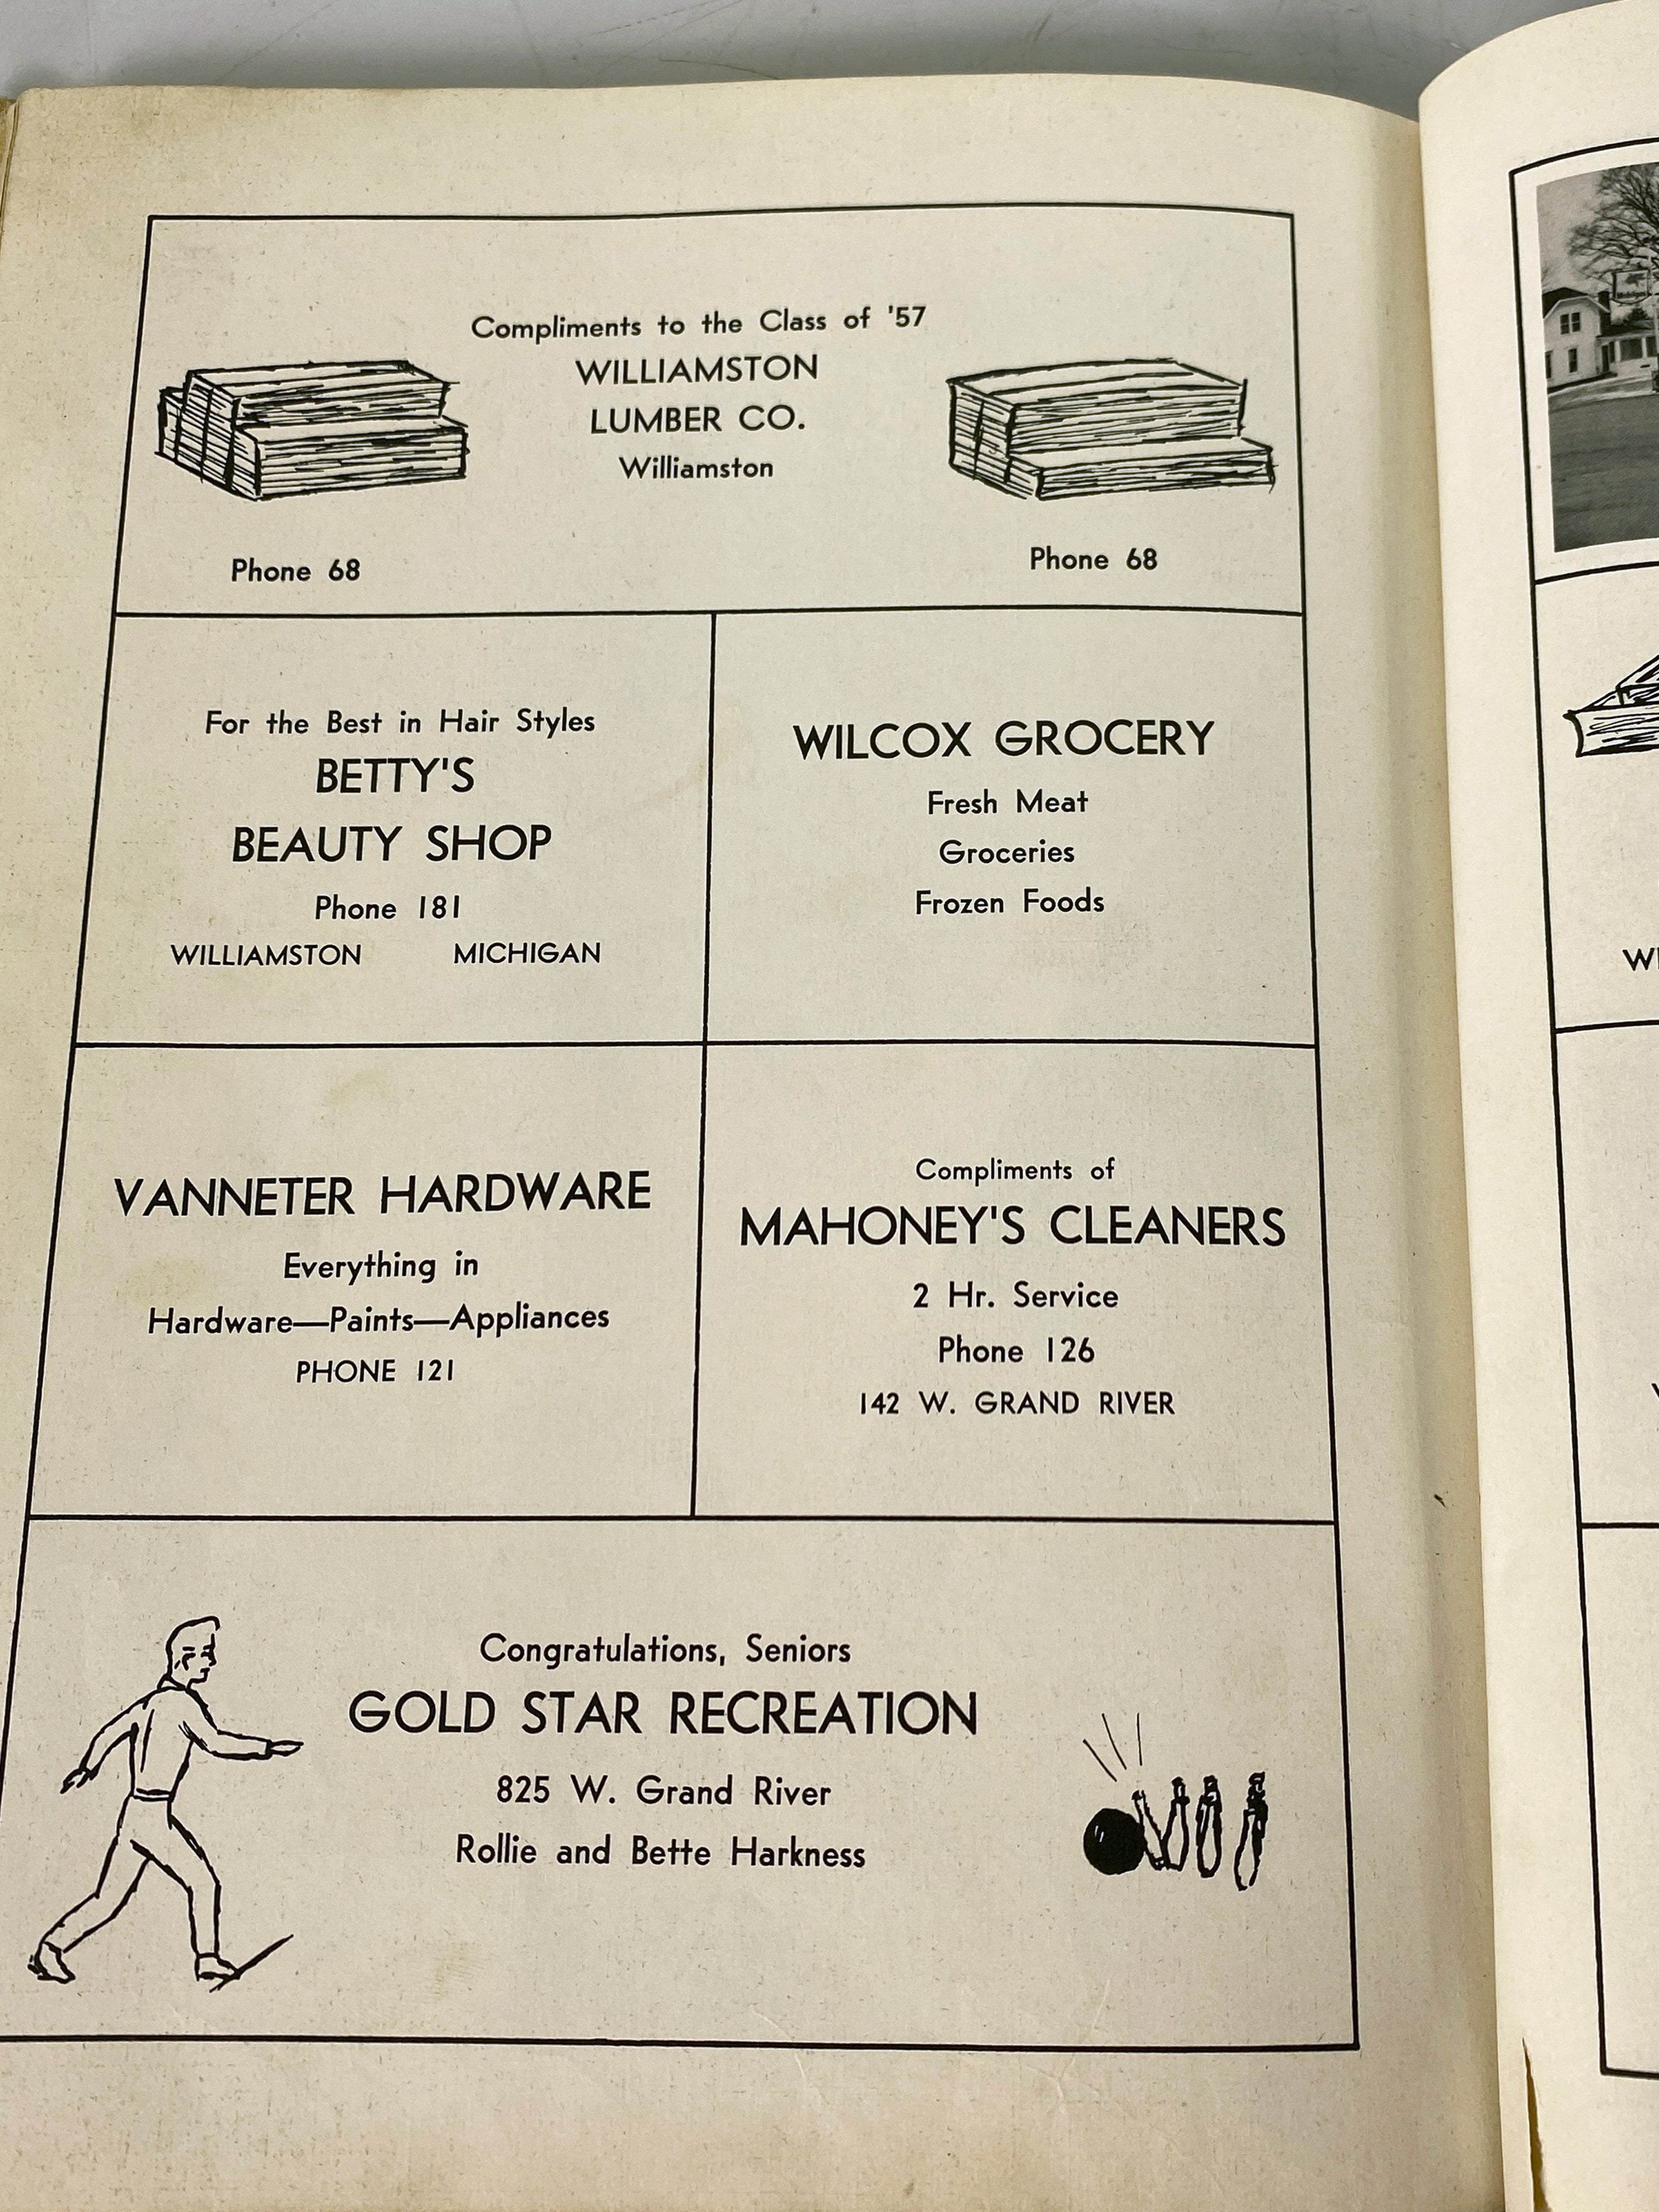 Compliments to the Class of '57
WILLIAMSTON
LUMBER CO.
Williamston
Phone 68
Phone 68
For the Best in Hair Styles
BETTY'S
BEAUTY SHOP
Phone 181
WILLIAMSTON MICHIGAN
WILCOX GROCERY
Fresh Meat
Groceries
Frozen Foods
VANNETER HARDWARE
Everything in
Hardware—Paints—Appliances
PHONE 121
Compliments of
MAHONEY'S CLEANERS
2 Hr. Service
Phone 126
142 W. GRAND RIVER
Congratulations, Seniors
GOLD STAR RECREATION
825 W. Grand River
Rollie and Bette Harkness